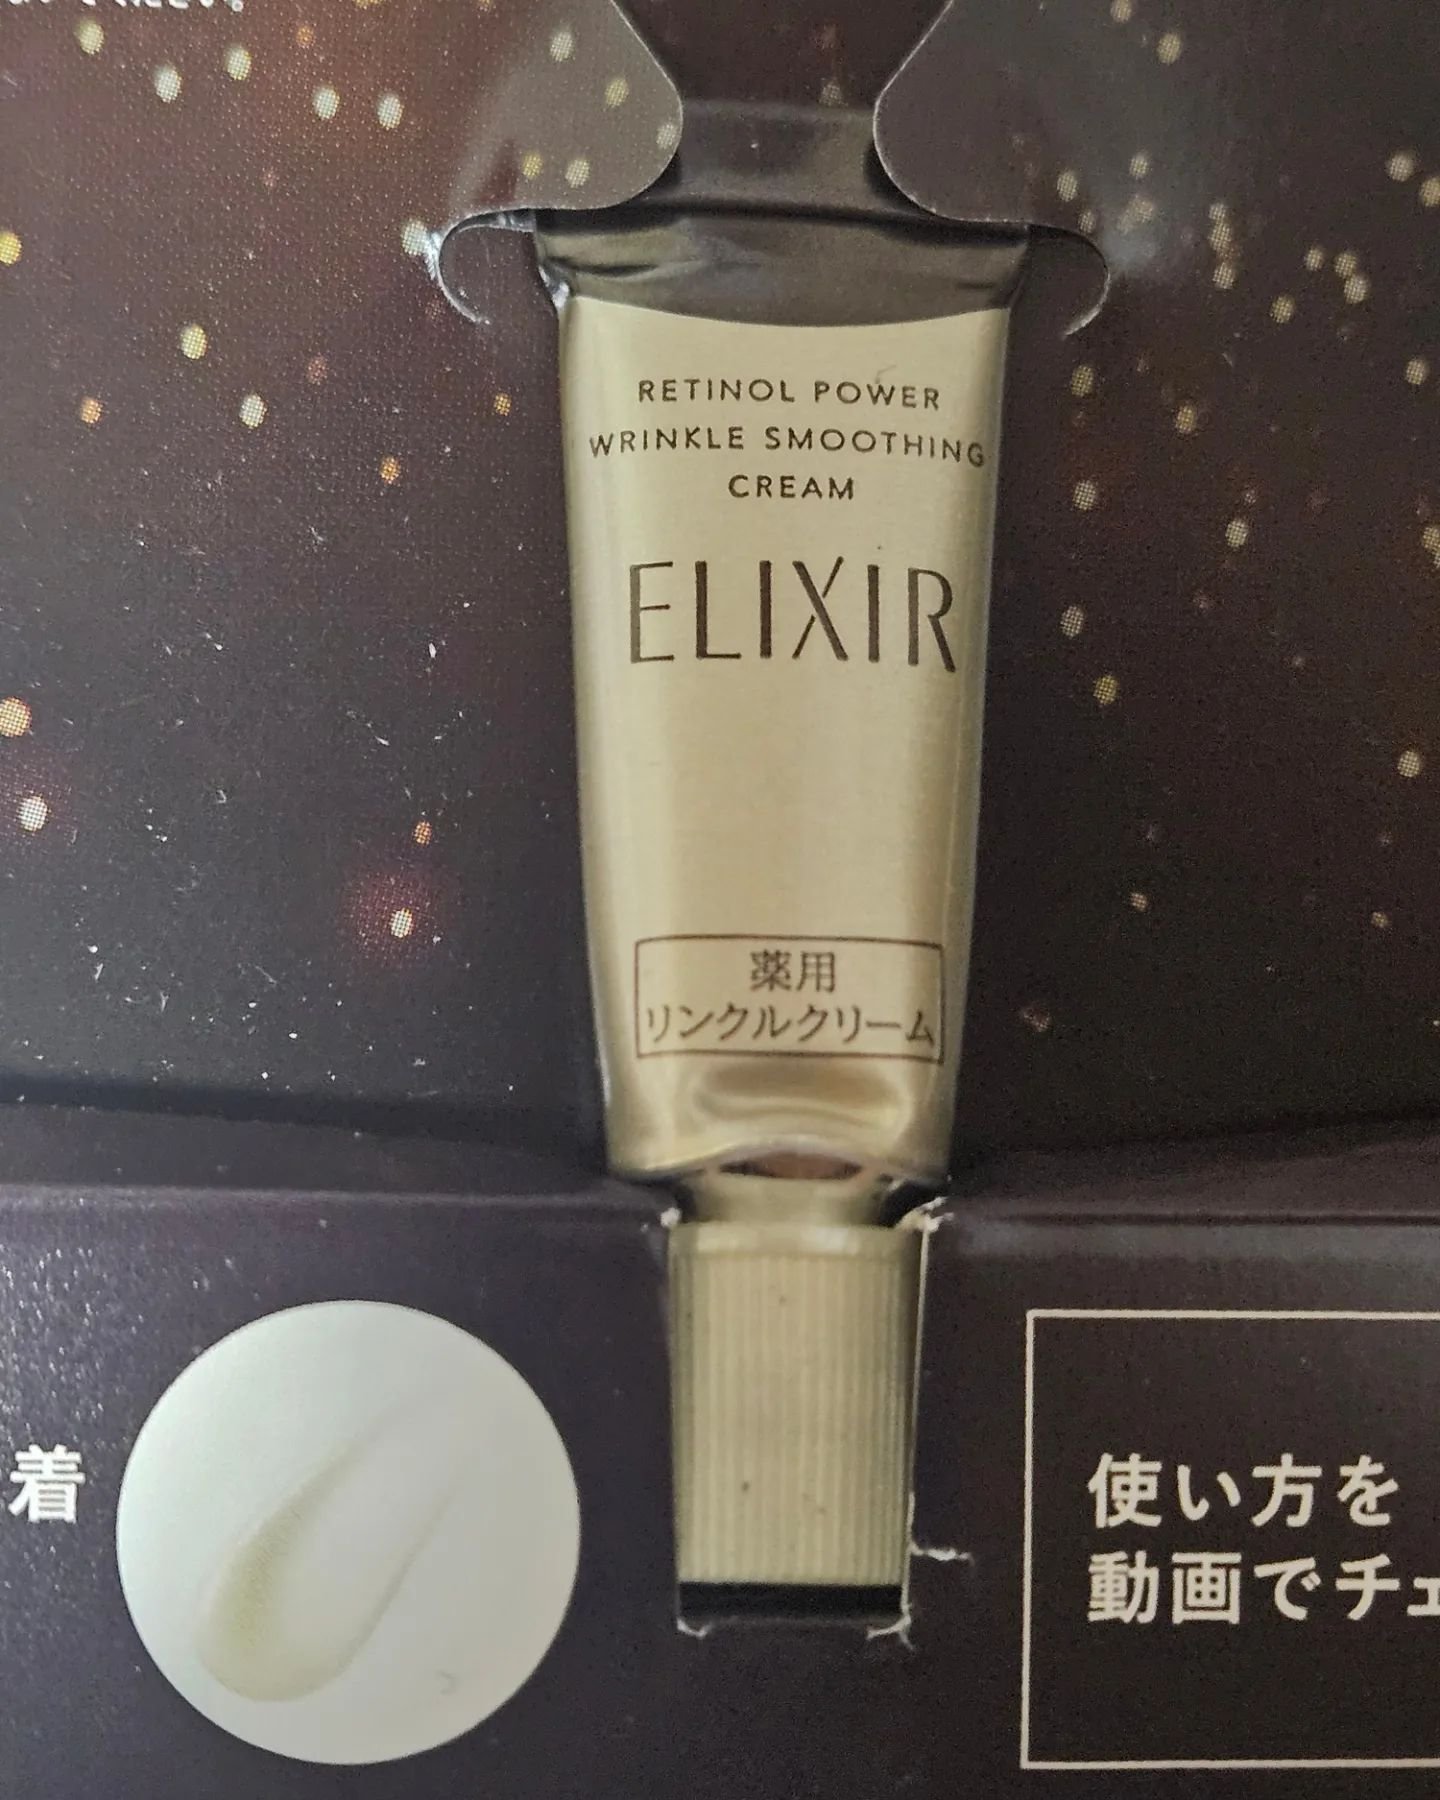 RETINOL POWER
WRINKLE SMOOTHING
CREAM
ELIXIR
薬用
リンクルクリーム
着
使い方を
動画でチェ